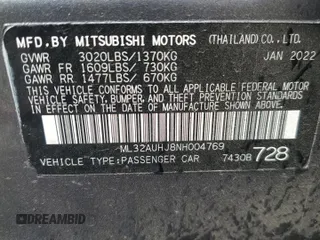 MFD.BY MITSUBISHI MOTORS (THAILAND)CO.,LTD.
GVWR 3020LBS/1370KG JAN 2022
GAWR FR 1609LBS/ 730KG
GAWR RR 1477LBS/ 670KG
THIS VEHICLE CONFORMS TO ALL APPLICABLE FEDERAL MOTOR
VEHICLE SAFETY, BUMPER, AND THEFT PREVENTION STANDARDS
IN EFFECT ON THE DATE OF MANUFACTURE SHOWN ABOVE.
ML32AUHJ8NH004769
VEHICLE TYPE:PASSENGER CAR 74308 728
DREAMBID